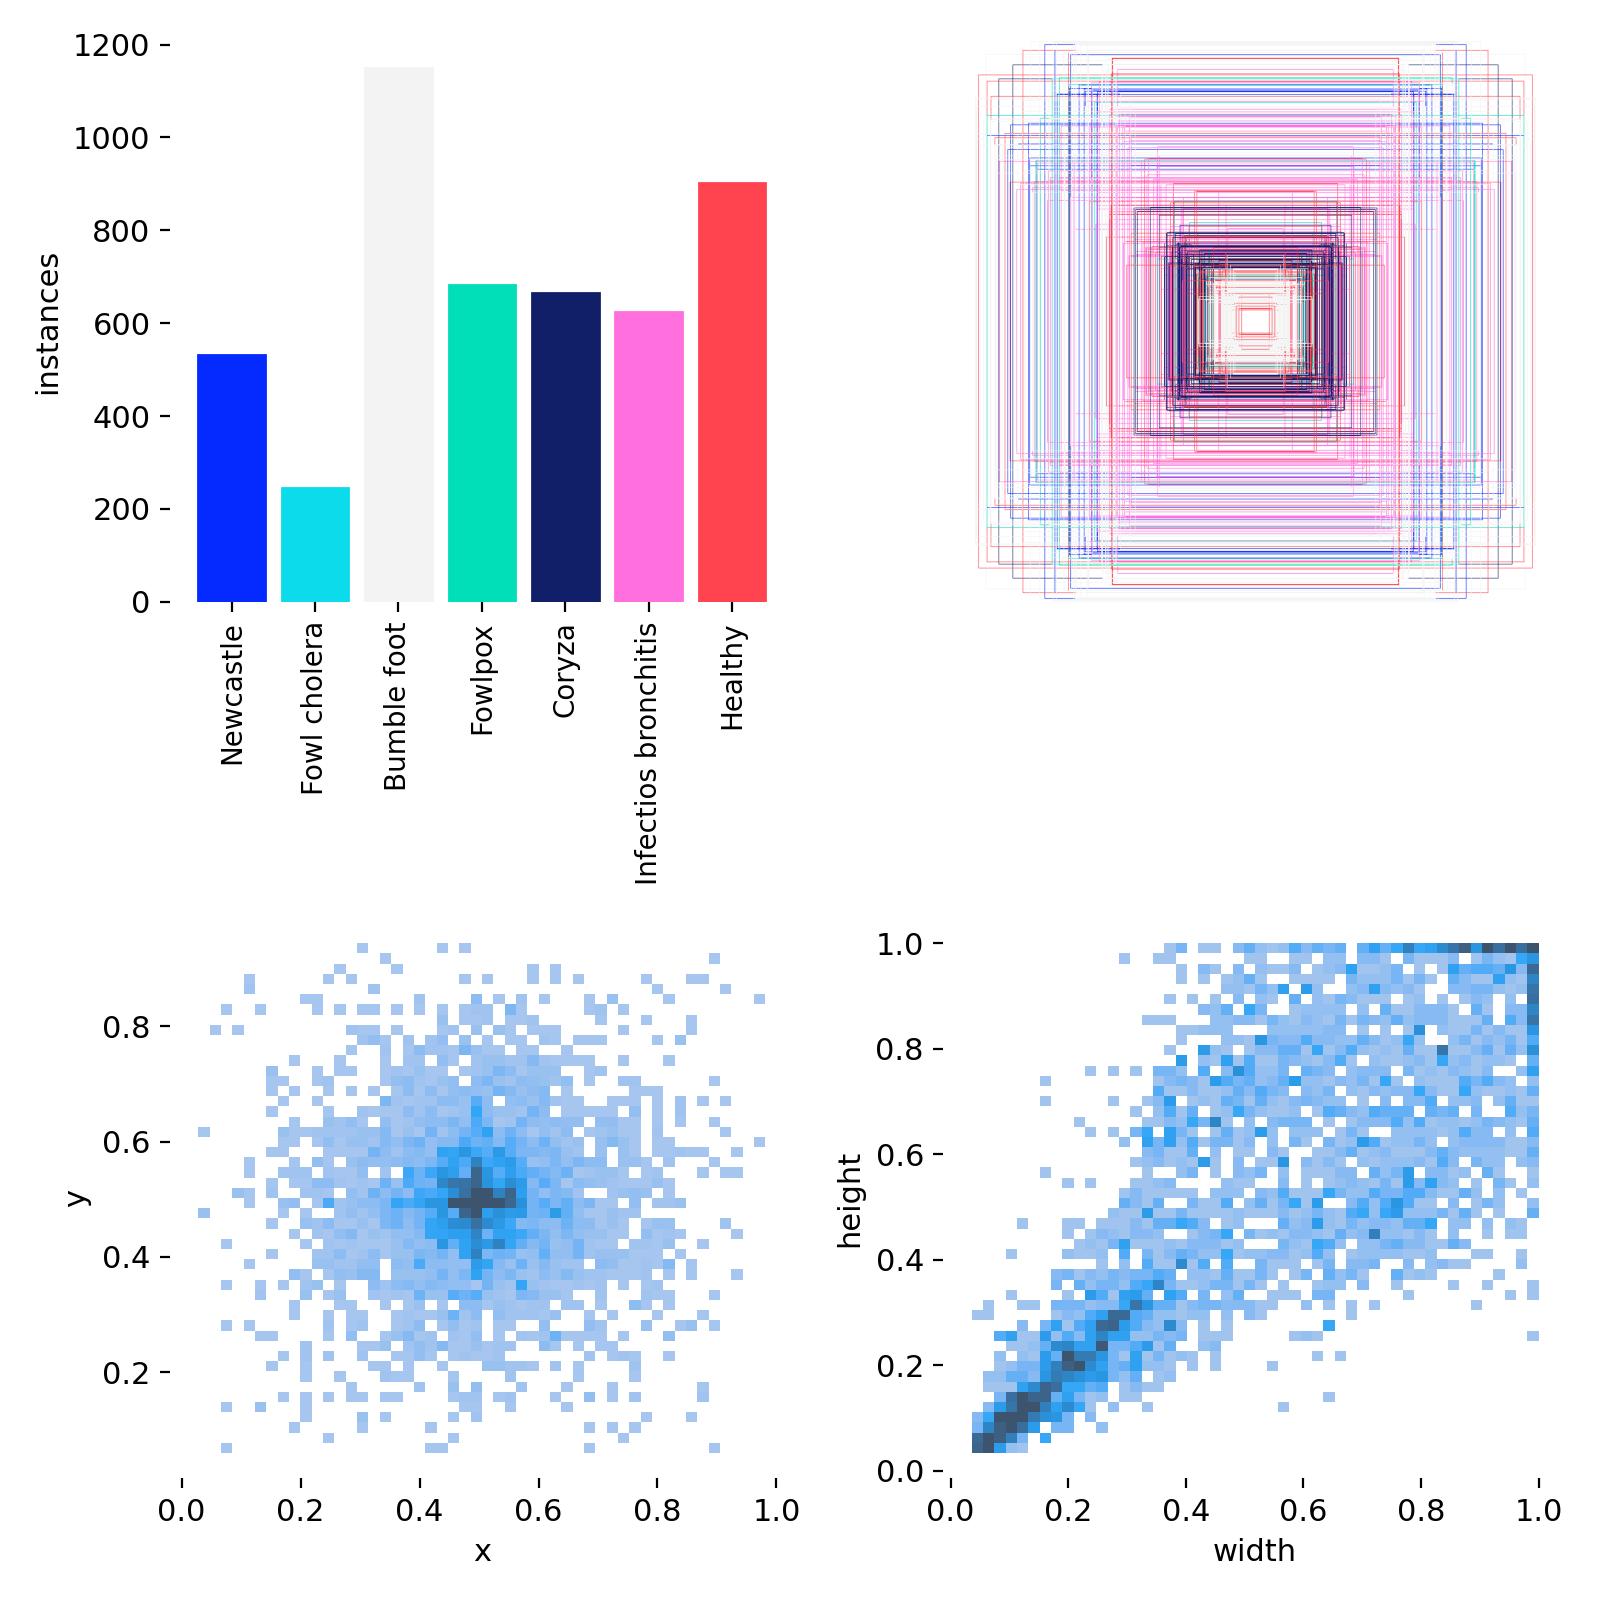 1200
1000
800
600
400
200
0
instances
Newcastle
Fowl cholera
Bumble foot
Fowlpox
Coryza
Infectios bronchitis
Healthy
0.8
0.6
0.4
0.2
y
0.0 0.2 0.4 0.6 0.8 1.0
x
1.0
0.8
0.6
0.4
0.2
0.0
height
0.0 0.2 0.4 0.6 0.8 1.0
width